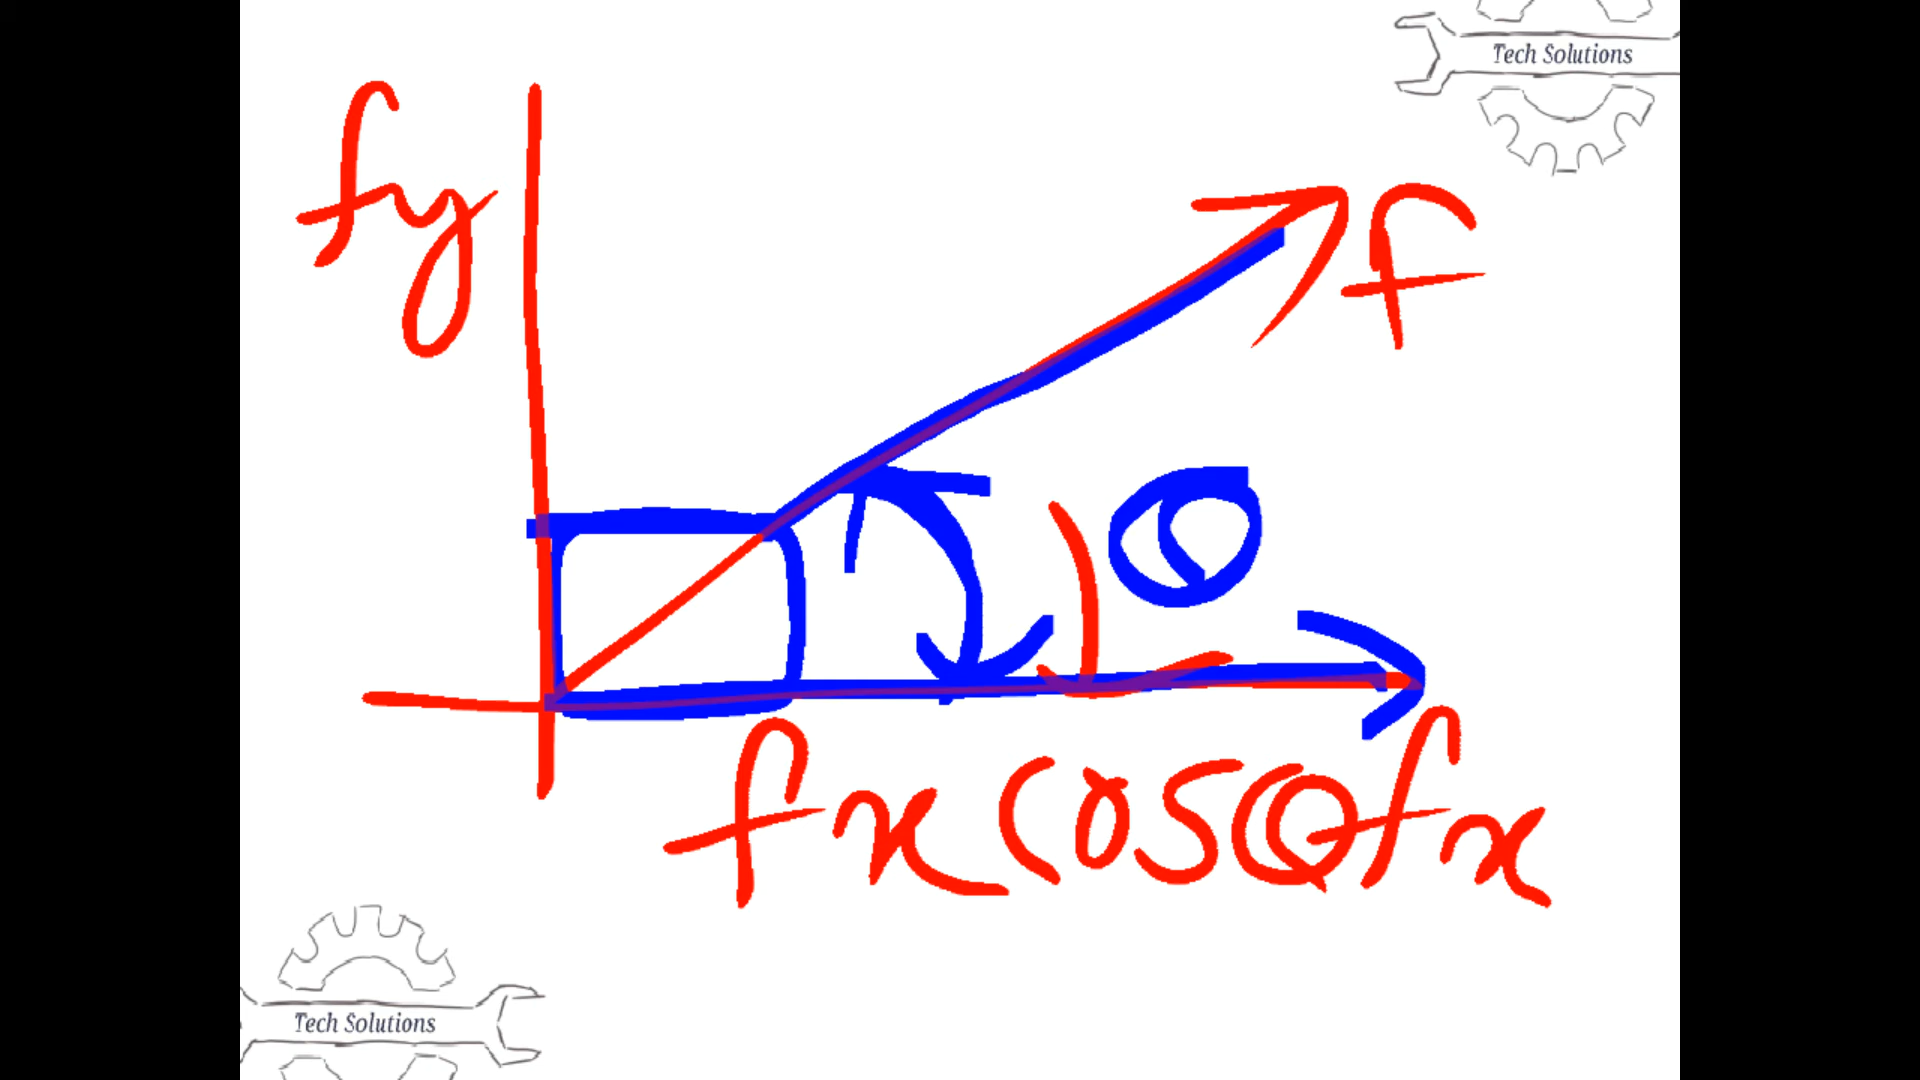 Tech Solutions
fy
f
θ
fx cosθ fx
Tech Solutions